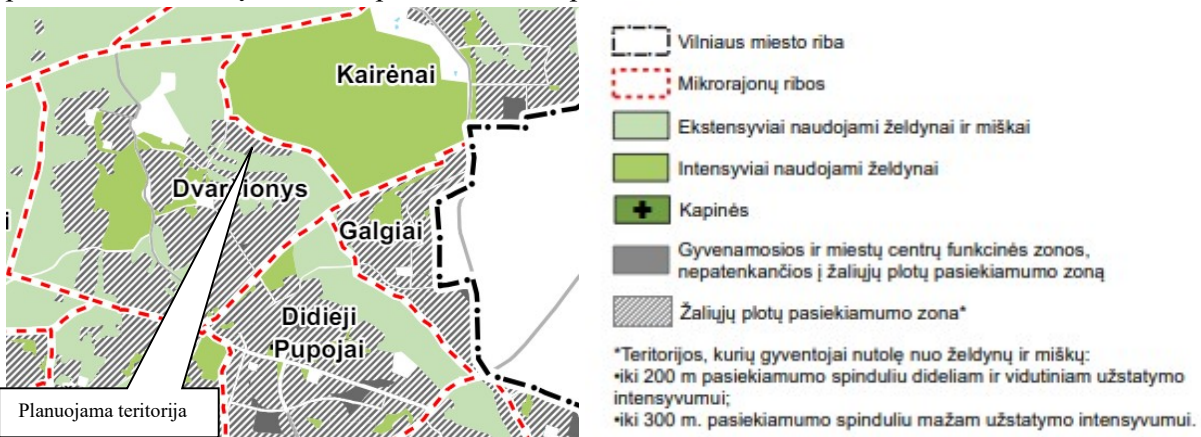 Kairėnai
Galgiai
Didieji
Pupojai
Planuojama teritorija
Vilniaus miesto riba
Mikrorajonų ribos
Ekstensyviai naudojami želdynai ir miškai
Intensyviai naudojami želdynai
Kapinės
Gyvenamosios ir miestų centrų funkcinės zonos,
nepatenkančios į žaliųjų plotų pasiekiamumo zoną
Žaliųjų plotų pasiekiamumo zona*
*Teritorijos, kurių gyventojai nutolę nuo želdynų ir miškų:
•iki 200 m pasiekiamumo spinduliu dideliam ir vidutiniam užstatymo
intensyvumui;
•iki 300 m. pasiekiamumo spinduliu mažam užstatymo intensyvumui.